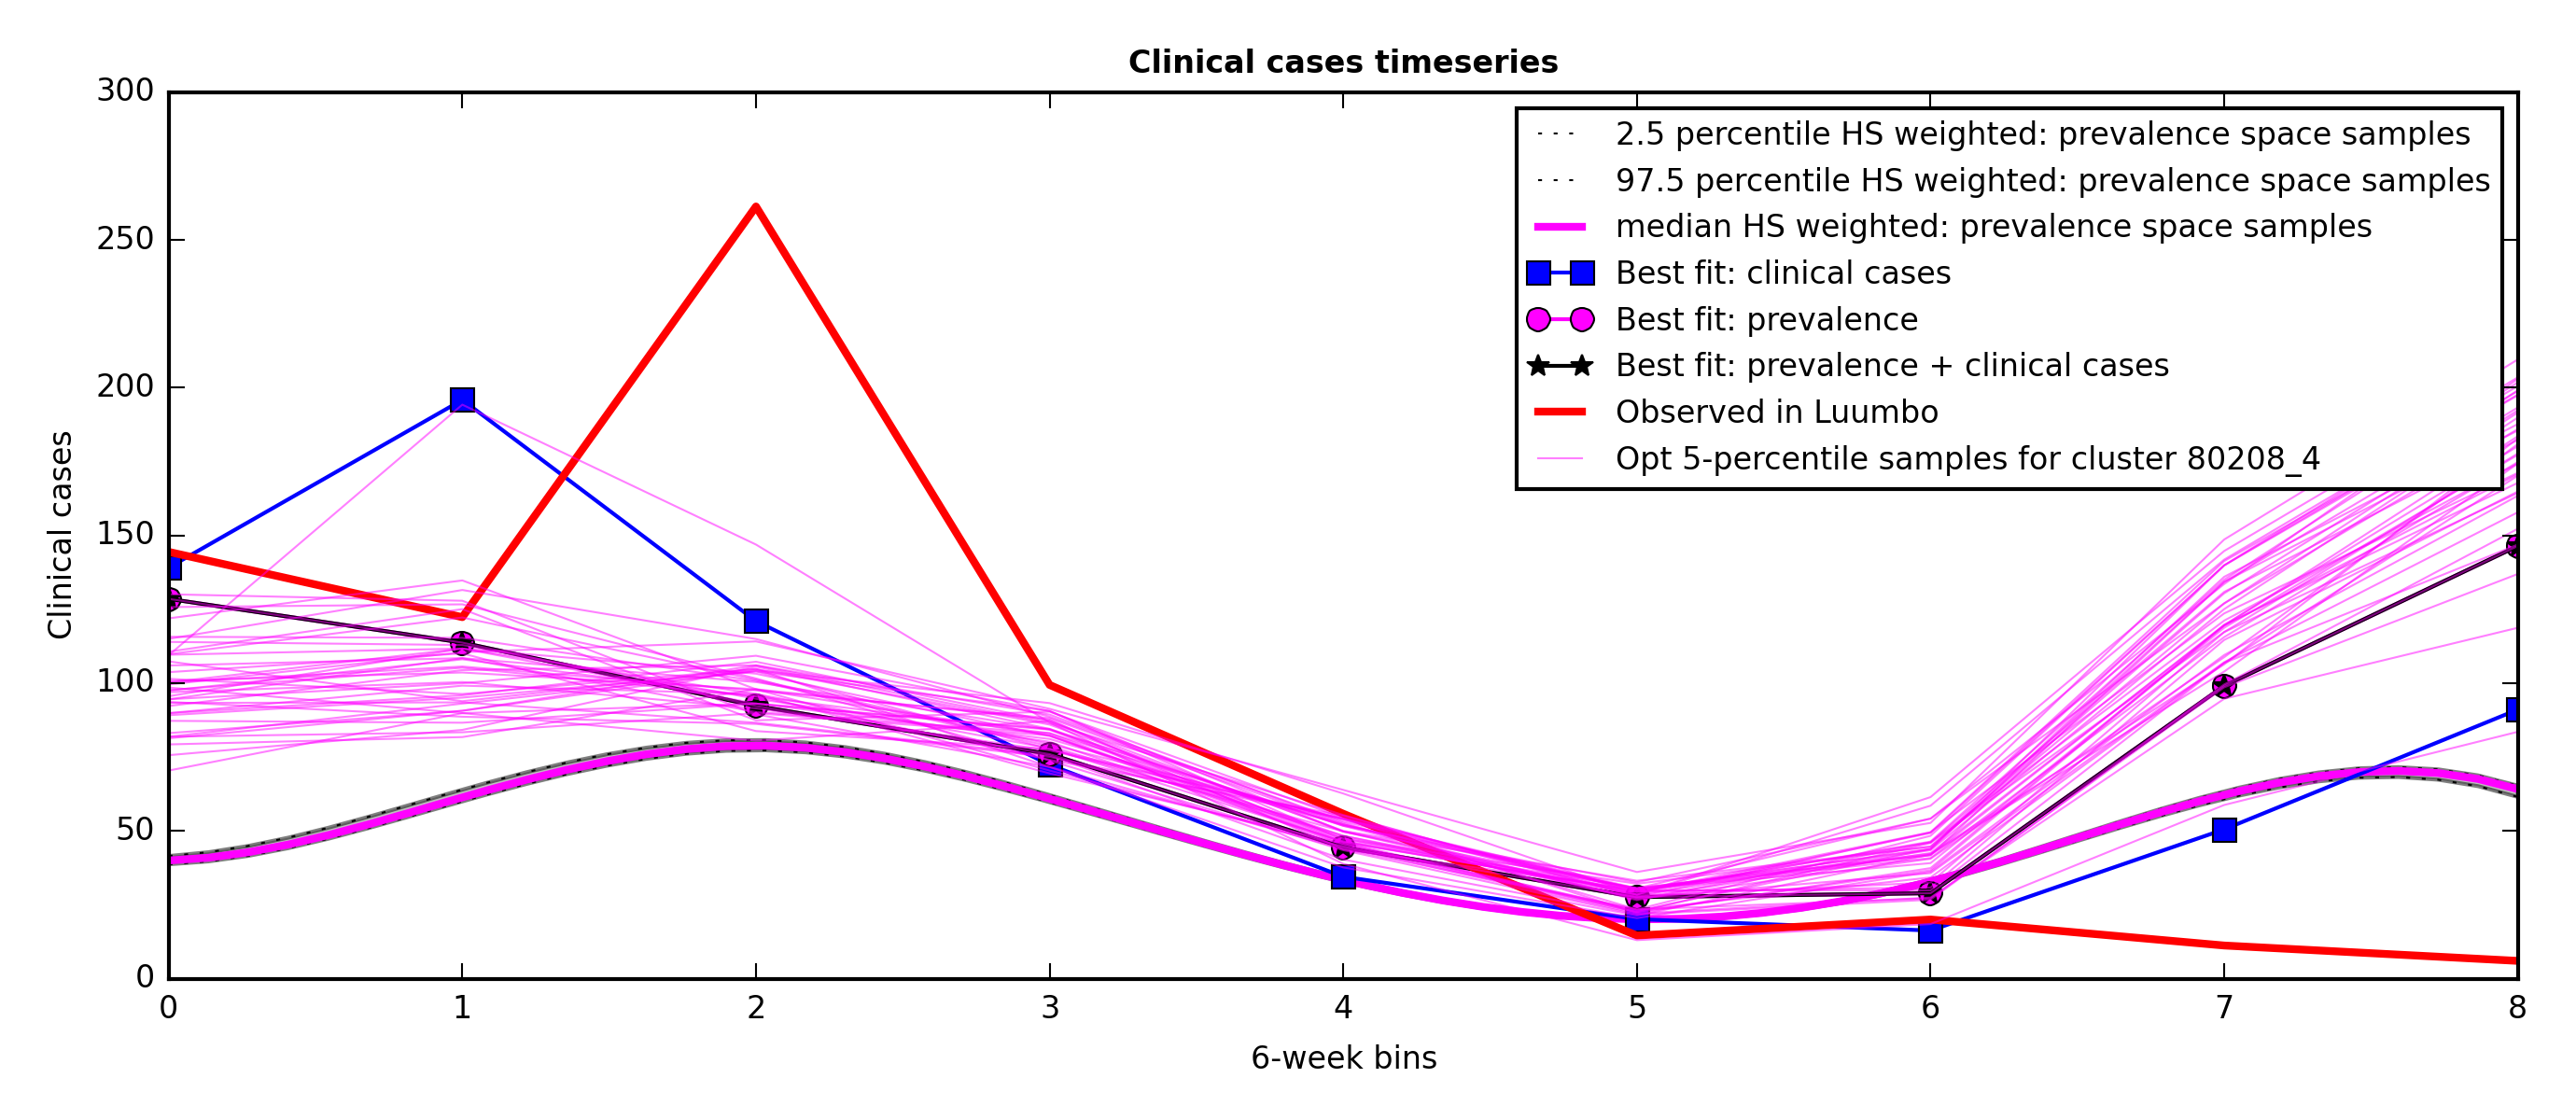 Clinical cases timeseries
300
250
200
150
100
50
0
Clinical cases
2.5 percentile HS weighted: prevalence space samples
97.5 percentile HS weighted: prevalence space samples
median HS weighted: prevalence space samples
Best fit: clinical cases
Best fit: prevalence
Best fit: prevalence + clinical cases
Observed in Luumbo
Opt 5-percentile samples for cluster 80208_4
0 1 2 3 4 5 6 7 8
6-week bins